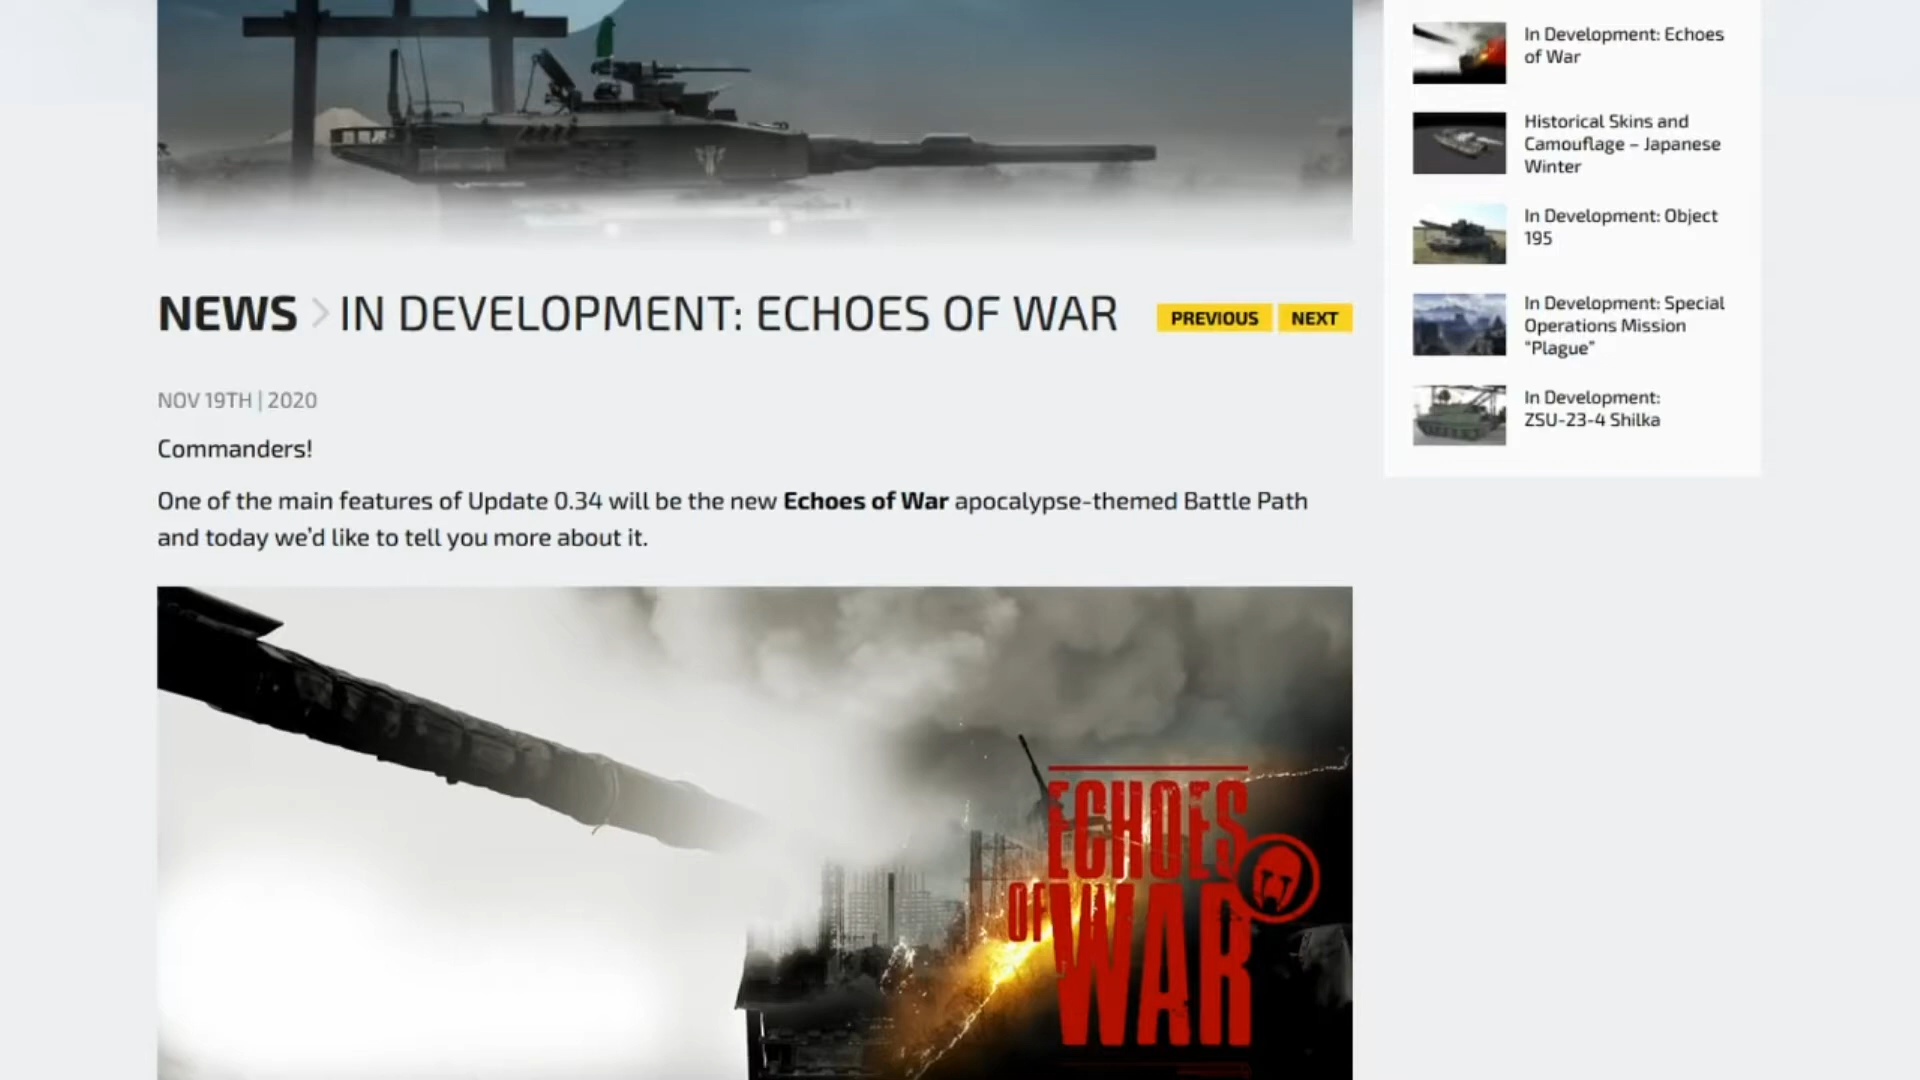 NEWS > IN DEVELOPMENT: ECHOES OF WAR
PREVIOUS NEXT
NOV 19TH | 2020
Commanders!
One of the main features of Update 0.34 will be the new Echoes of War apocalypse-themed Battle Path
and today we'd like to tell you more about it.
ECHOES
OF WAR
In Development: Echoes
of War
Historical Skins and
Camouflage – Japanese
Winter
In Development: Object
195
In Development: Special
Operations Mission
“Plague”
In Development:
ZSU-23-4 Shilka